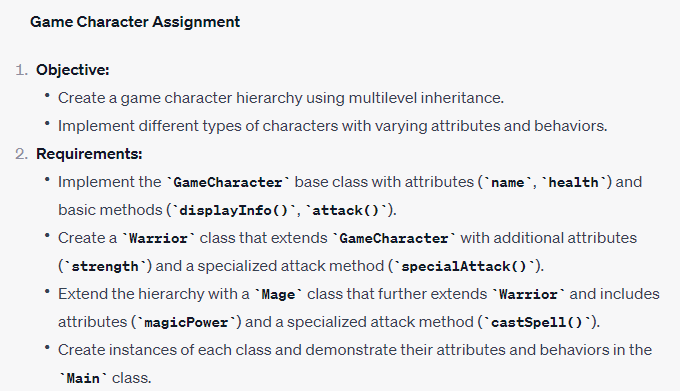 Game Character Assignment
1. Objective:
• Create a game character hierarchy using multilevel inheritance.
• Implement different types of characters with varying attributes and behaviors.
2. Requirements:
• Implement the `GameCharacter` base class with attributes (`name`, `health`) and
basic methods (`displayInfo()`, `attack()`).
• Create a `Warrior` class that extends `GameCharacter` with additional attributes
(`strength`) and a specialized attack method (`specialAttack()`).
• Extend the hierarchy with a `Mage` class that further extends `Warrior` and includes
attributes (`magicPower`) and a specialized attack method (`castSpell()`).
• Create instances of each class and demonstrate their attributes and behaviors in the
`Main` class.